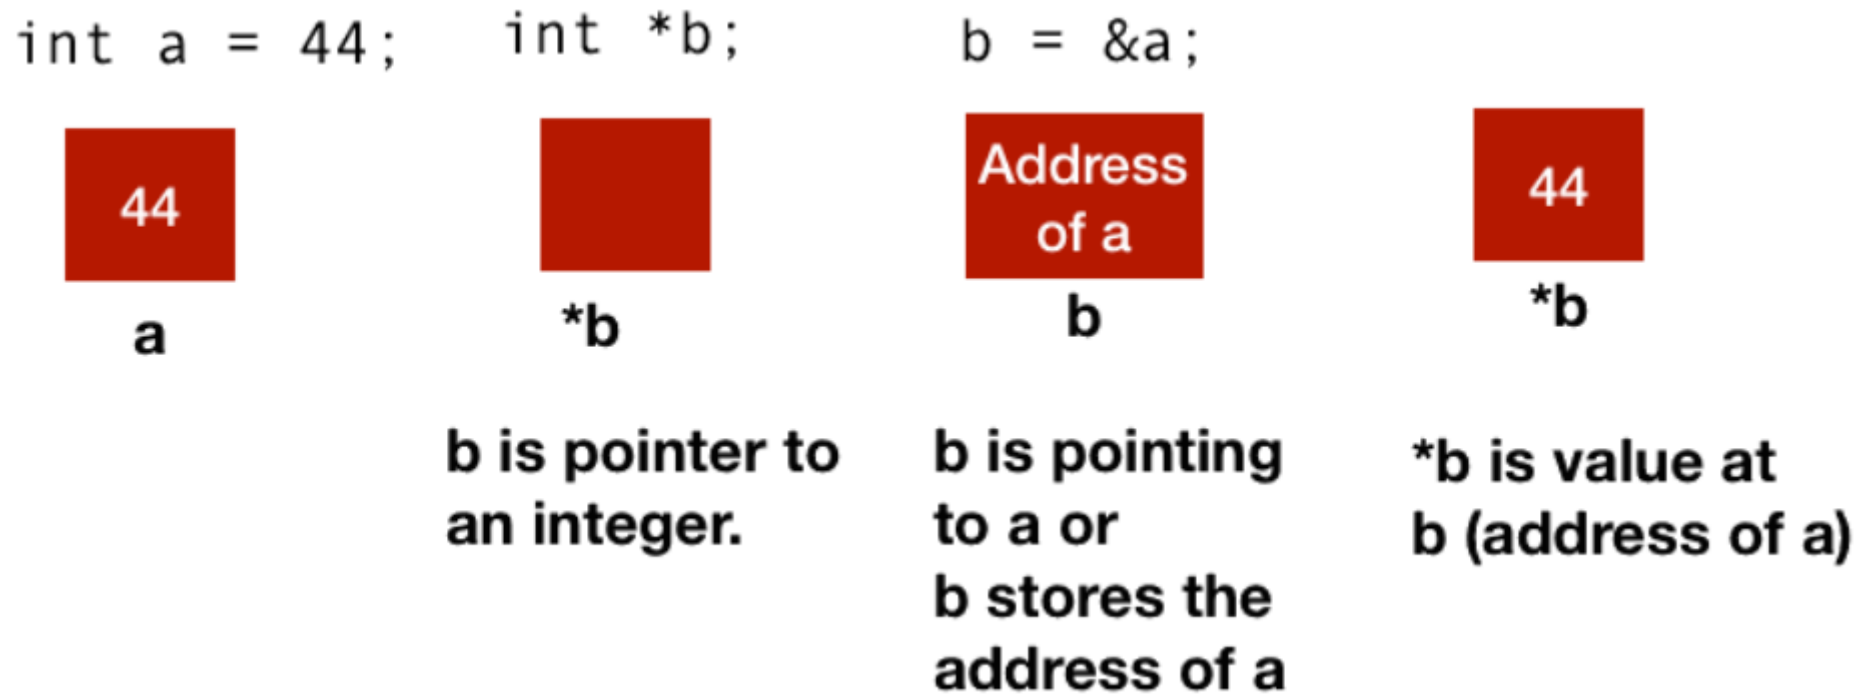 int a = 44;
int *b;
b = &a;
44
a
*b
Address
of a
b
44
*b
b is pointer to
an integer.
b is pointing
to a or
b stores the
address of a
*b is value at
b (address of a)